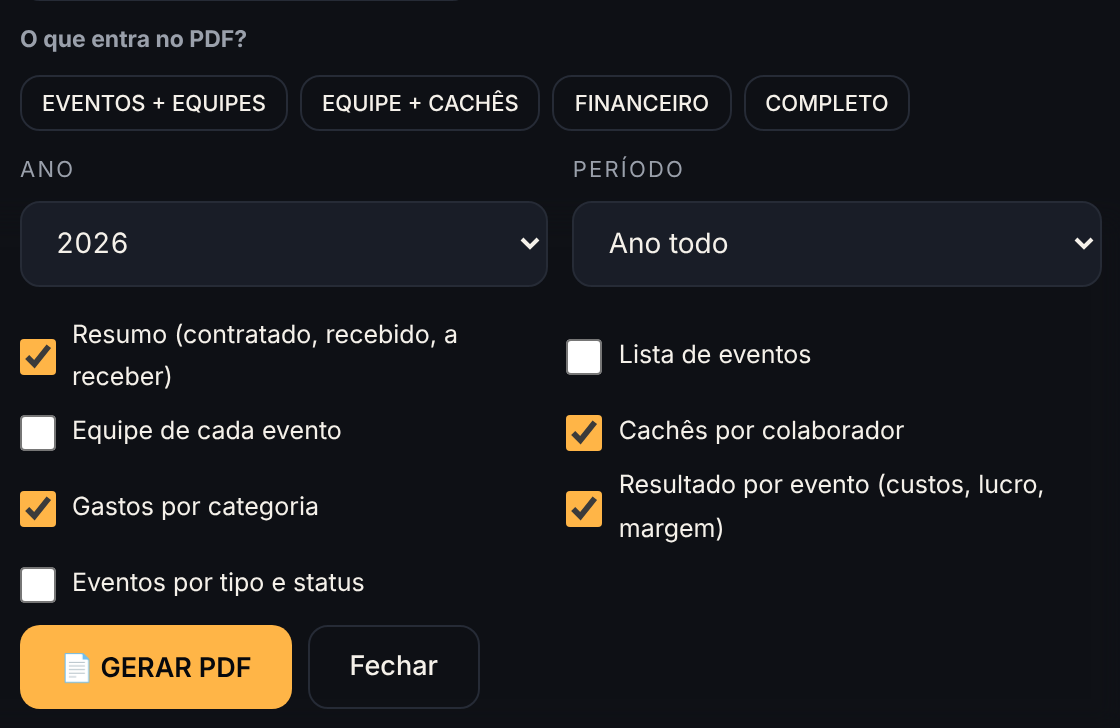 O que entra no PDF?
EVENTOS + EQUIPES
EQUIPE + CACHÊS
FINANCEIRO
COMPLETO
ANO
PERÍODO
2026
Ano todo
Resumo (contratado, recebido, a
receber)
Lista de eventos
Equipe de cada evento
Cachês por colaborador
Gastos por categoria
Resultado por evento (custos, lucro,
margem)
Eventos por tipo e status
GERAR PDF
Fechar